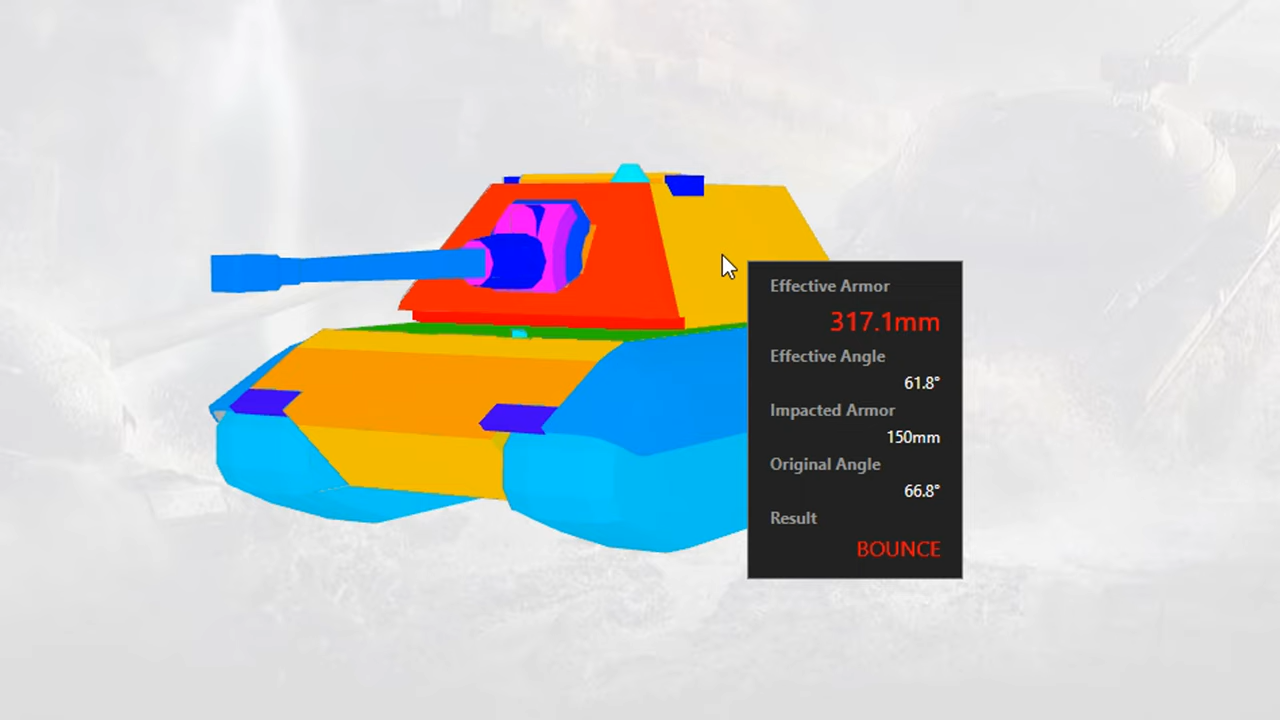 Effective Armor
317.1mm
Effective Angle
61.8°
Impacted Armor
150mm
Original Angle
66.8°
Result
BOUNCE